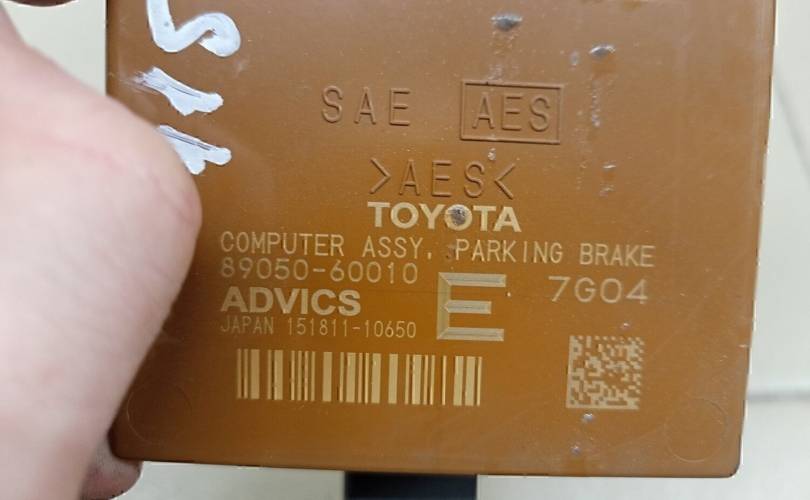 SAE AES
>AES<
TOYOTA
COMPUTER ASSY, PARKING BRAKE
89050-60010
E 7G04
ADVICS
JAPAN 151811-10650